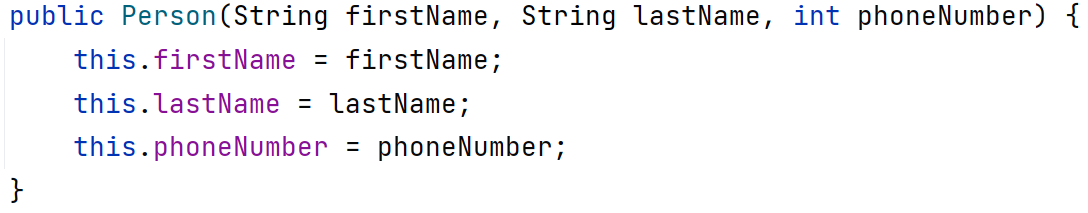 public Person(String firstName, String lastName, int phoneNumber) {
    this.firstName = firstName;
    this.lastName = lastName;
    this.phoneNumber = phoneNumber;
}